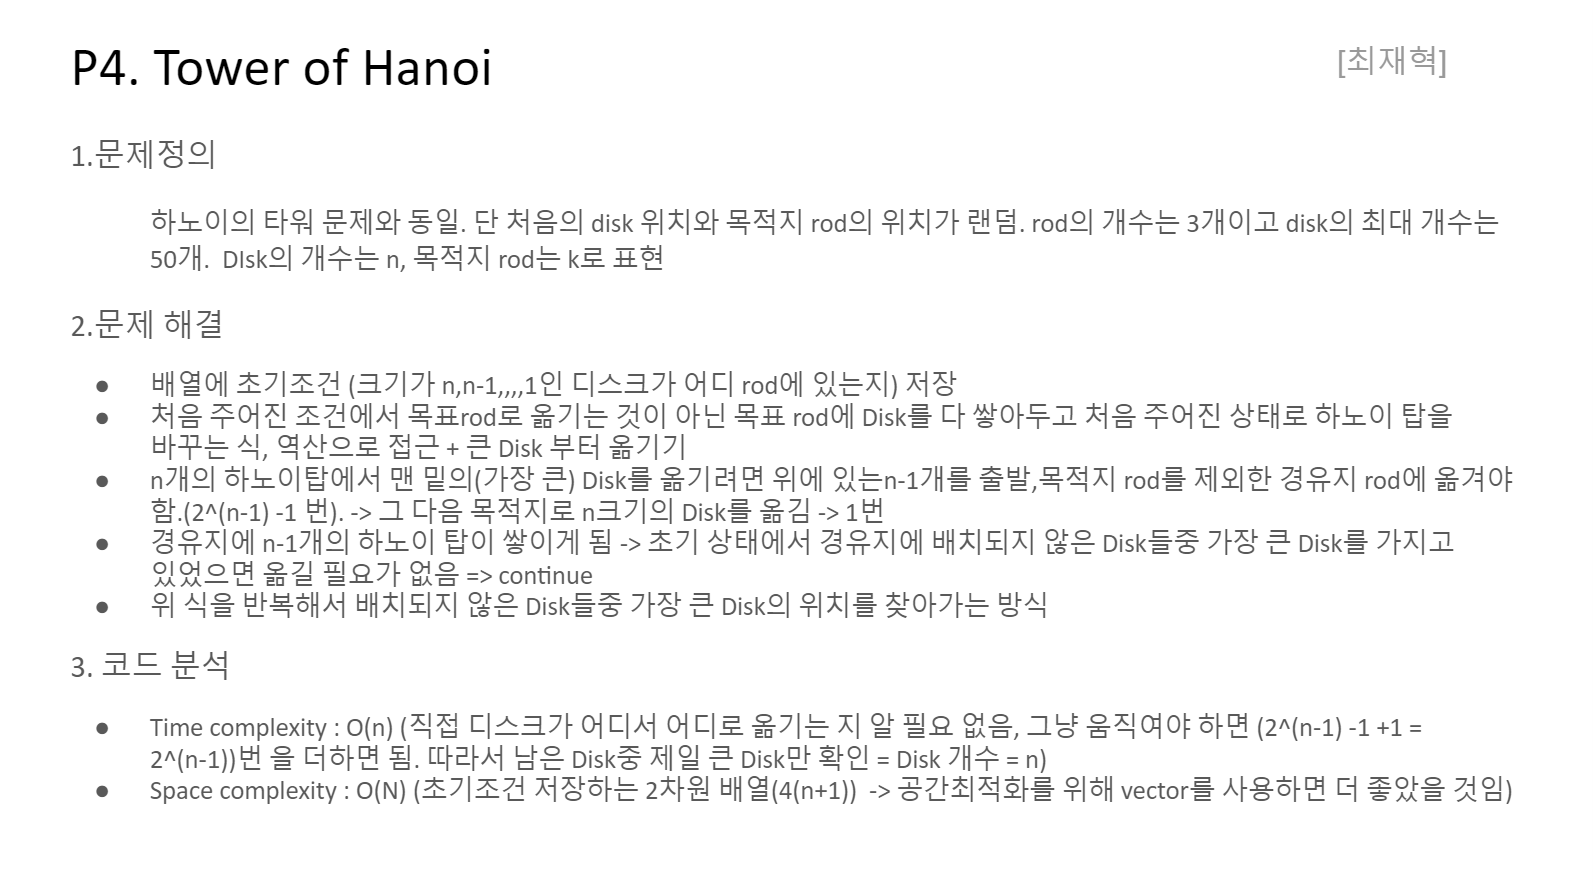 P4. Tower of Hanoi
[최재혁]
1.문제정의
하노이의 타워 문제와 동일. 단 처음의 disk 위치와 목적지 rod의 위치가 랜덤. rod의 개수는 3개이고 disk의 최대 개수는
50개.  DIsk의 개수는 n, 목적지 rod는 k로 표현
2.문제 해결
● 배열에 초기조건 (크기가 n,n-1,,,,1인 디스크가 어디 rod에 있는지) 저장
● 처음 주어진 조건에서 목표rod로 옮기는 것이 아닌 목표 rod에 Disk를 다 쌓아두고 처음 주어진 상태로 하노이 탑을
바꾸는 식, 역산으로 접근 + 큰 Disk 부터 옮기기
● n개의 하노이탑에서 맨 밑의(가장 큰) Disk를 옮기려면 위에 있는n-1개를 출발,목적지 rod를 제외한 경유지 rod에 옮겨야
함.(2^(n-1) -1 번). -> 그 다음 목적지로 n크기의 Disk를 옮김 -> 1번
● 경유지에 n-1개의 하노이 탑이 쌓이게 됨 -> 초기 상태에서 경유지에 배치되지 않은 Disk들중 가장 큰 Disk를 가지고
있었으면 옮길 필요가 없음 => continue
● 위 식을 반복해서 배치되지 않은 Disk들중 가장 큰 Disk의 위치를 찾아가는 방식
3. 코드 분석
● Time complexity : O(n) (직접 디스크가 어디서 어디로 옮기는 지 알 필요 없음, 그냥 움직여야 하면 (2^(n-1) -1 +1 =
2^(n-1))번 을 더하면 됨. 따라서 남은 Disk중 제일 큰 Disk만 확인 = Disk 개수 = n)
● Space complexity : O(N) (초기조건 저장하는 2차원 배열(4(n+1))  -> 공간최적화를 위해 vector를 사용하면 더 좋았을 것임)